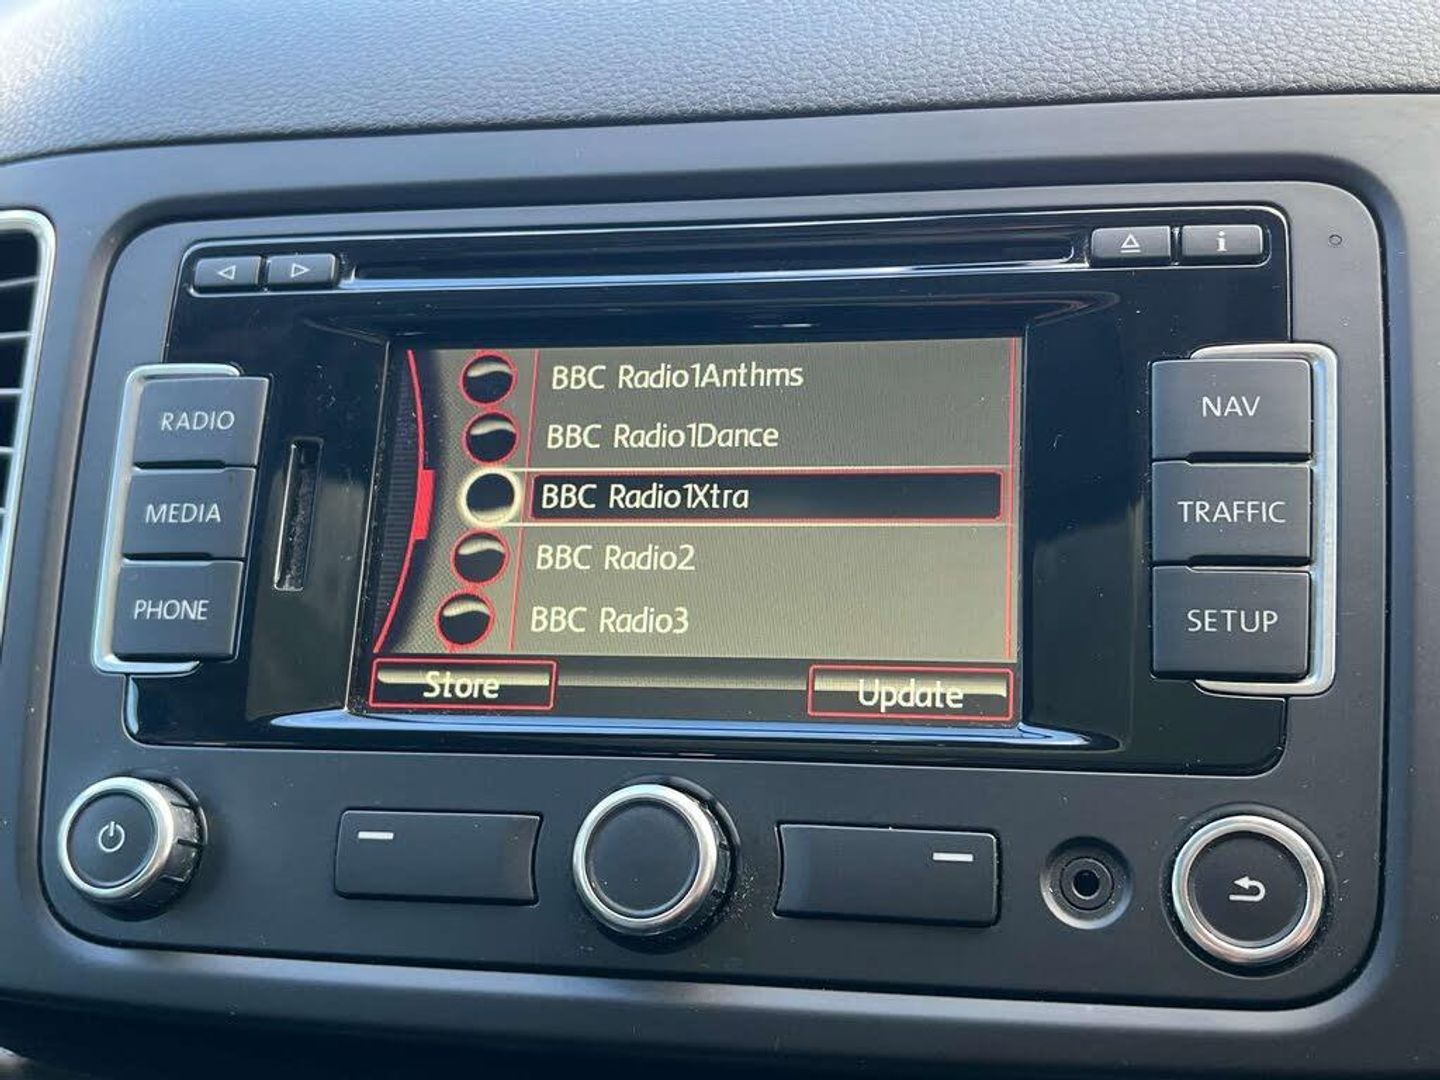 i
RADIO
MEDIA
PHONE
BBC Radio1Anthms
BBC Radio1Dance
BBC Radio1Xtra
BBC Radio2
BBC Radio3
Store
Update
NAV
TRAFFIC
SETUP